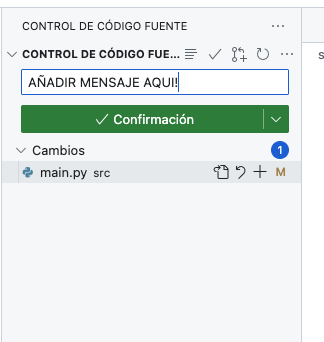 CONTROL DE CÓDIGO FUENTE
CONTROL DE CÓDIGO FUE...
AÑADIR MENSAJE AQUI!
Confirmación
Cambios 1
main.py src M